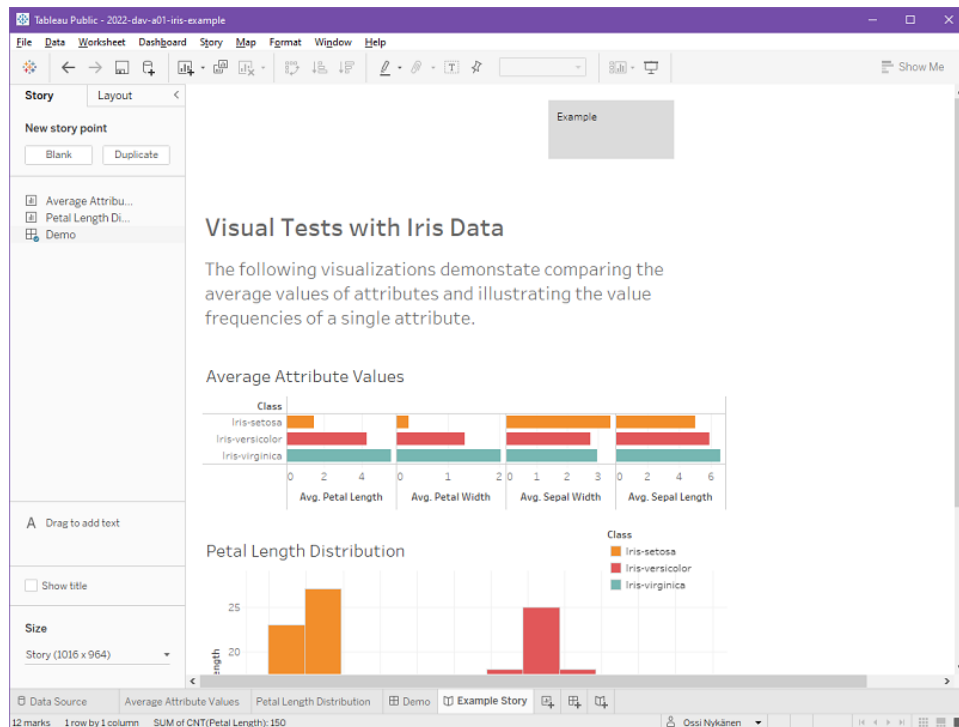 Tableau Public - 2022-dav-a01-iris-example
File Data Worksheet Dashboard Story Map Format Window Help
Show Me
Story Layout
New story point
Blank Duplicate
Average Attribu...
Petal Length Di...
Demo
A Drag to add text
Show title
Size
Story (1016 x 964)
Example
Visual Tests with Iris Data
The following visualizations demonstate comparing the
average values of attributes and illustrating the value
frequencies of a single attribute.
Average Attribute Values
Class
Iris-setosa
Iris-versicolor
Iris-virginica
0 2 4 0 1 2 0 1 2 3 0 2 4 6
Avg. Petal Length Avg. Petal Width Avg. Sepal Width Avg. Sepal Length
Petal Length Distribution
Class
Iris-setosa
Iris-versicolor
Iris-virginica
25
20
Data Source Average Attribute Values Petal Length Distribution Demo Example Story
12 marks 1 row by 1 column SUM of CNT(Petal Length): 150 Ossi Nykänen